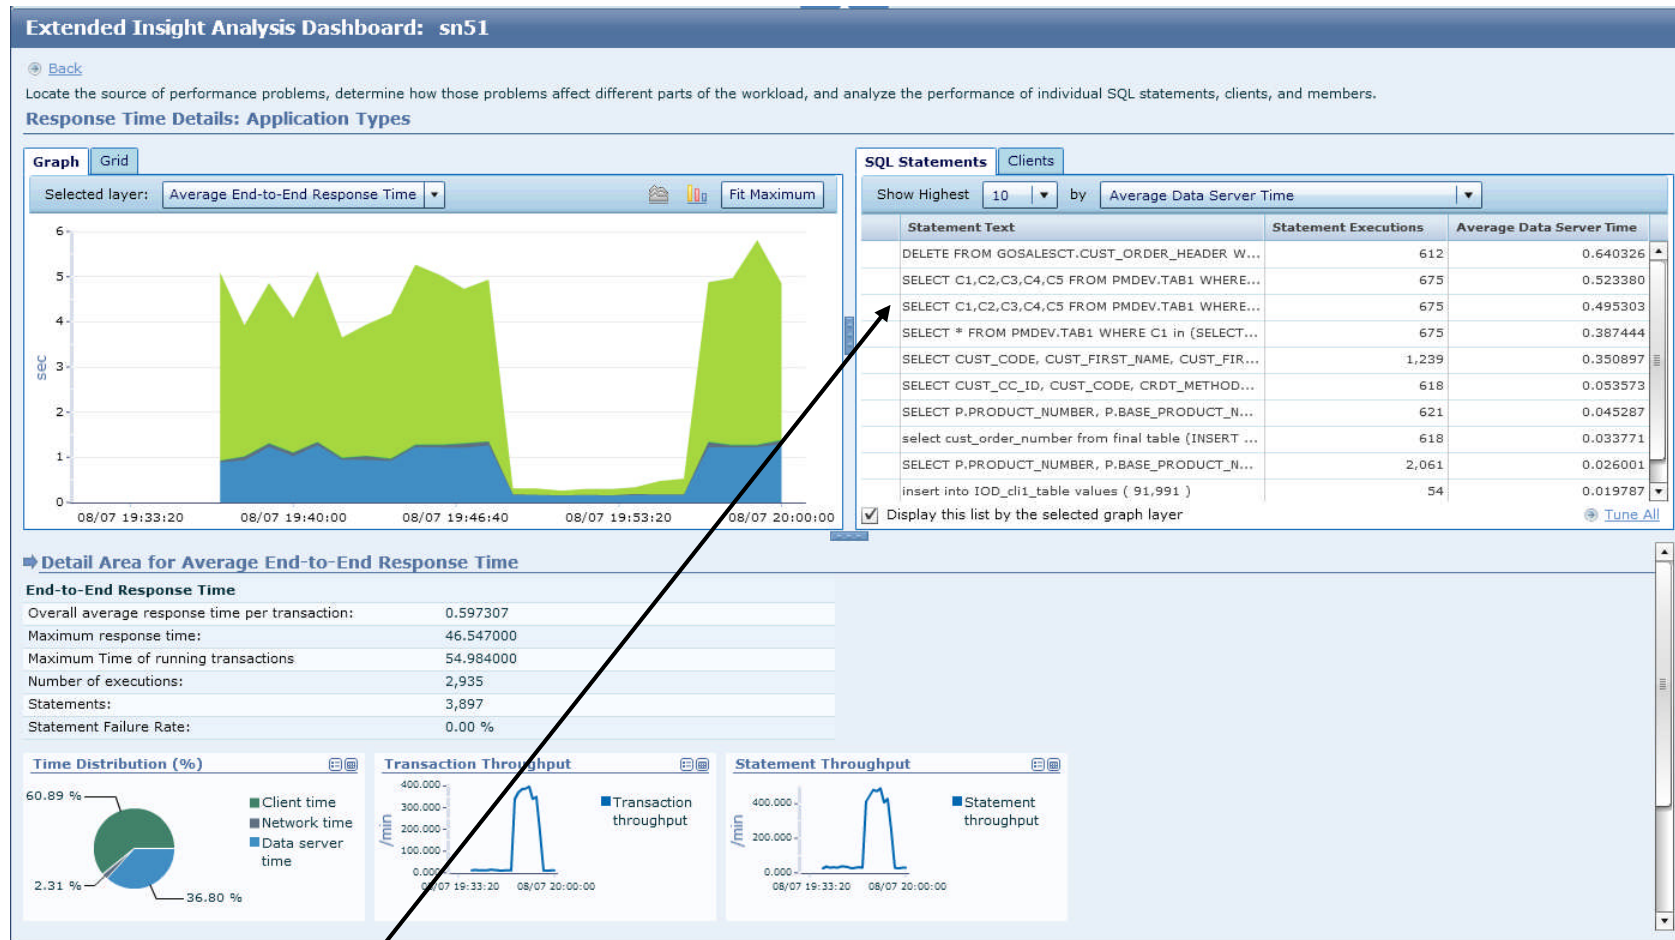 Extended Insight Analysis Dashboard: sn51
Back
Locate the source of performance problems, determine how those problems affect different parts of the workload, and analyze the performance of individual SQL statements, clients, and members.
Response Time Details: Application Types
Graph Grid
Selected layer: Average End-to-End Response Time Fit Maximum
6
5
4
3
2
1
0
sec
08/07 19:33:20 08/07 19:40:00 08/07 19:46:40 08/07 19:53:20 08/07 20:00:00
SQL Statements Clients
Show Highest 10 by Average Data Server Time
Statement Text Statement Executions Average Data Server Time
DELETE FROM GOSALESCT.CUST_ORDER_HEADER W... 612 0.640326
SELECT C1,C2,C3,C4,C5 FROM PMDEV.TAB1 WHERE... 675 0.523380
SELECT C1,C2,C3,C4,C5 FROM PMDEV.TAB1 WHERE... 675 0.495303
SELECT * FROM PMDEV.TAB1 WHERE C1 in (SELECT... 675 0.387444
SELECT CUST_CODE, CUST_FIRST_NAME, CUST_FIR... 1,239 0.350897
SELECT CUST_CC_ID, CUST_CODE, CRDT_METHOD... 618 0.053573
SELECT P.PRODUCT_NUMBER, P.BASE_PRODUCT_N... 621 0.045287
select cust_order_number from final table (INSERT ... 618 0.033771
SELECT P.PRODUCT_NUMBER, P.BASE_PRODUCT_N... 2,061 0.026001
insert into IOD_cli1_table values ( 91,991 ) 54 0.019787
Display this list by the selected graph layer Tune All
Detail Area for Average End-to-End Response Time
End-to-End Response Time
Overall average response time per transaction: 0.597307
Maximum response time: 46.547000
Maximum Time of running transactions 54.984000
Number of executions: 2,935
Statements: 3,897
Statement Failure Rate: 0.00 %
Time Distribution (%)
60.89 %
2.31 %
36.80 %
Client time
Network time
Data server
time
Transaction Throughput
400.000
300.000
200.000
100.000
0.000
/min
08/07 19:33:20 08/07 20:00:00
Transaction
throughput
Statement Throughput
400.000
200.000
0.000
/min
08/07 19:33:20 08/07 20:00:00
Statement
throughput